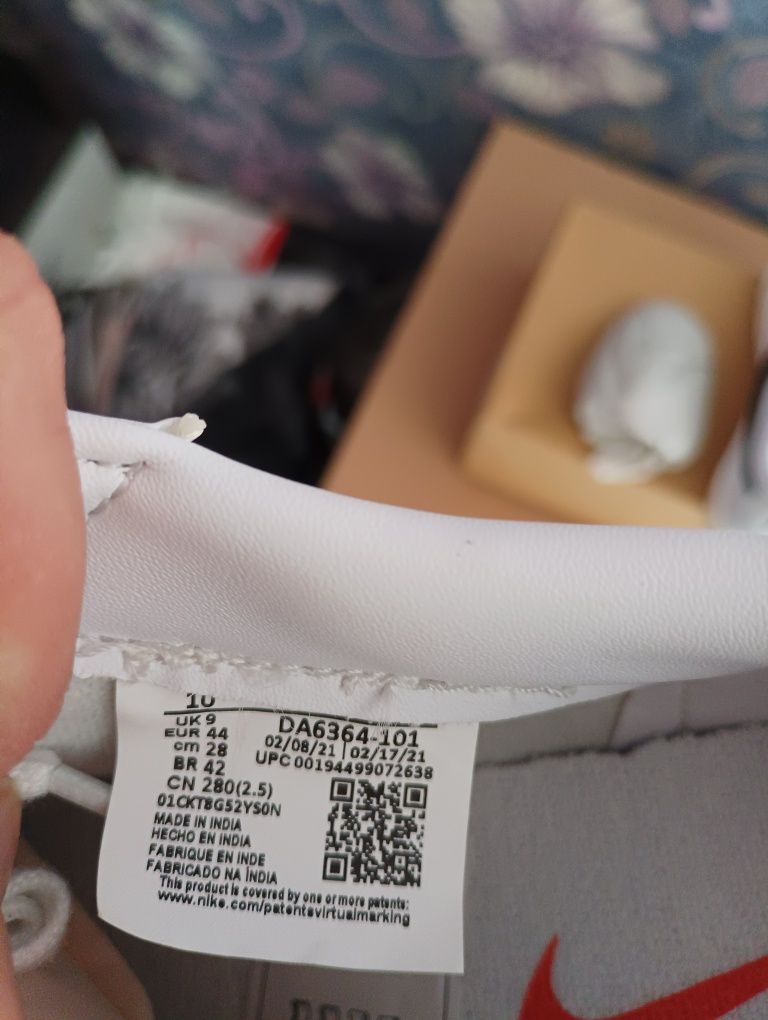 10
UK 9
EUR 44
cm 28
BR 42
CN 280(2.5)
DA6364-101
02/08/21 | 02/17/21
UPC 00194499072638
01CKTBG52YS0N
MADE IN INDIA
HECHO EN INDIA
FABRIQUE EN INDE
FABRICADO NA ÍNDIA
This product is covered by one or more patents:
www.nike.com/patentsvirtualmarking